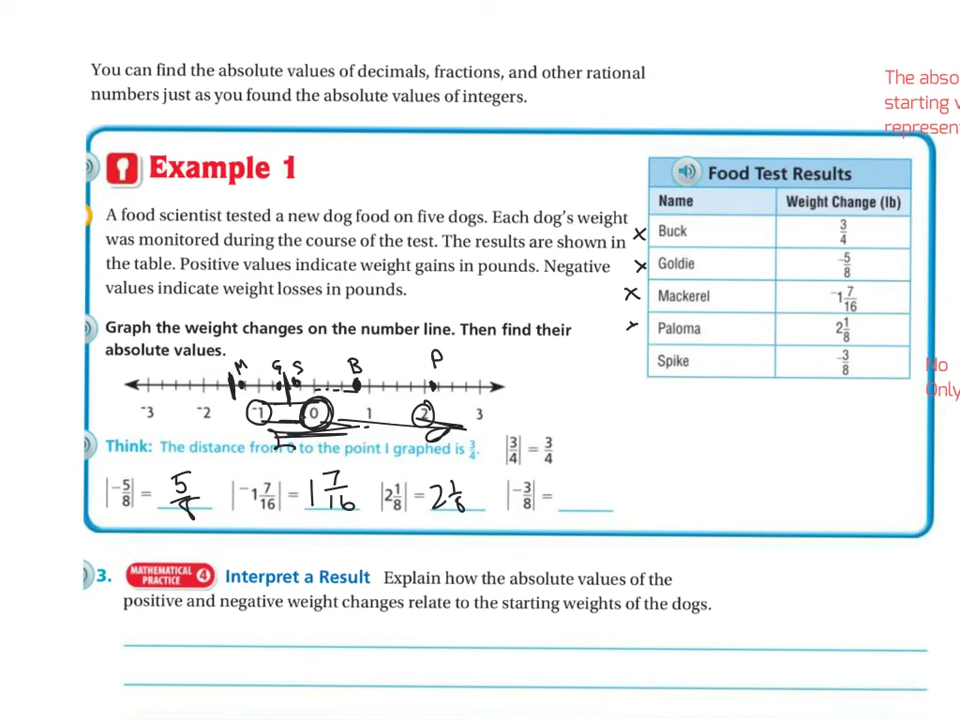 You can find the absolute values of decimals, fractions, and other rational
numbers just as you found the absolute values of integers.
The abso
starting v
represent
Example 1
A food scientist tested a new dog food on five dogs. Each dog's weight
was monitored during the course of the test. The results are shown in
the table. Positive values indicate weight gains in pounds. Negative
values indicate weight losses in pounds.
Food Test Results
Name Weight Change (lb)
x Buck 3/4
x Goldie -5/8
x Mackerel -1 7/16
x Paloma 2 1/8
Spike -3/8
No
Only
Graph the weight changes on the number line. Then find their
absolute values.
M G S B P
-3 -2 -1 0 1 2 3
Think: The distance from 0 to the point I graphed is 3/4. |3/4| = 3/4
|-5/8| = 5/8 |-1 7/16| = 1 7/16 |2 1/8| = 2 1/8 |-3/8| =
3. MATHEMATICAL PRACTICE 4 Interpret a Result Explain how the absolute values of the
positive and negative weight changes relate to the starting weights of the dogs.